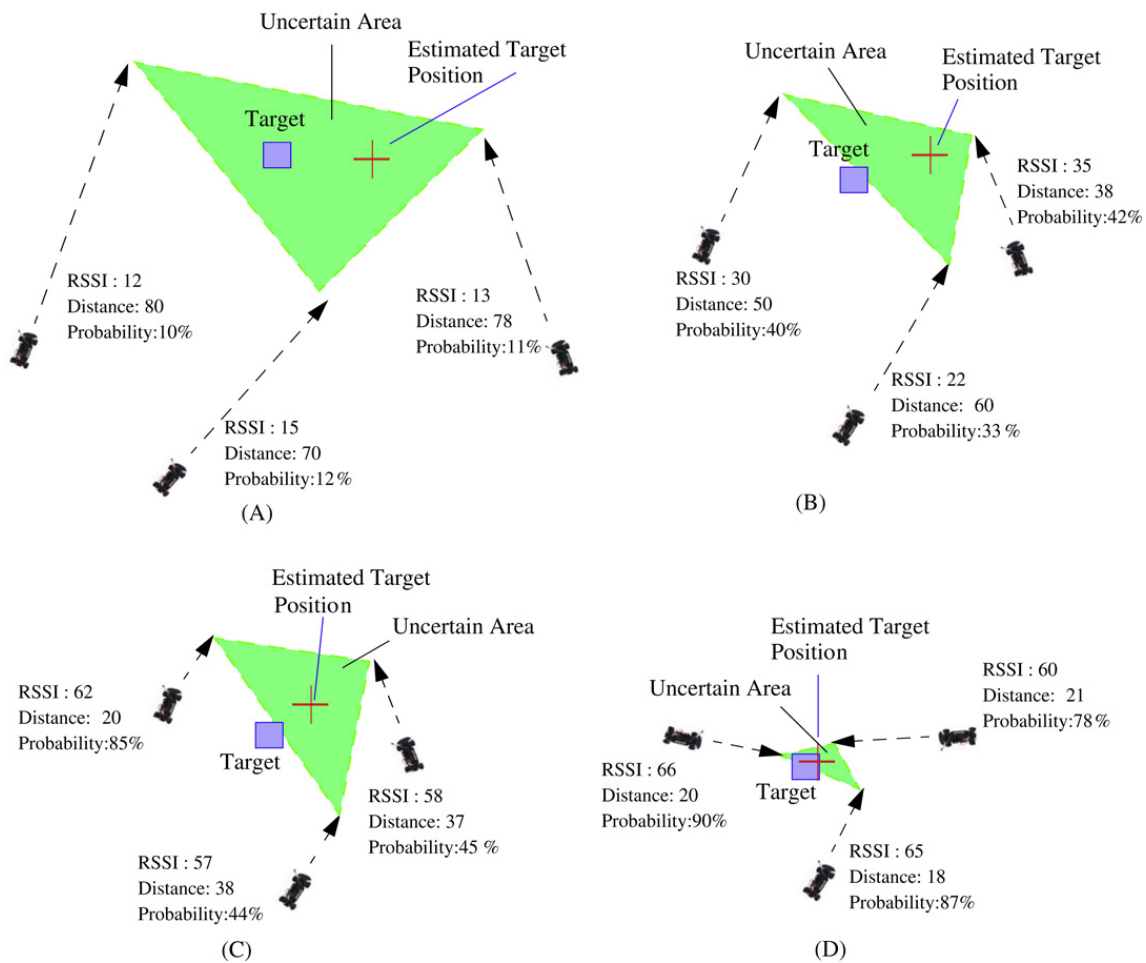 Uncertain Area
Estimated Target
Position
Target
RSSI : 12
Distance: 80
Probability:10%
RSSI : 13
Distance: 78
Probability:11%
RSSI : 15
Distance: 70
Probability:12%
(A)
Uncertain Area
Estimated Target
Position
Target
RSSI : 35
Distance: 38
Probability:42%
RSSI : 30
Distance: 50
Probability:40%
RSSI : 22
Distance: 60
Probability:33 %
(B)
Estimated Target
Position
Uncertain Area
RSSI : 62
Distance: 20
Probability:85%
Target
RSSI : 58
Distance: 37
Probability:45 %
RSSI : 57
Distance: 38
Probability:44%
(C)
Estimated Target
Position
Uncertain Area
RSSI : 60
Distance: 21
Probability:78%
RSSI : 66
Distance: 20
Probability:90%
Target
RSSI : 65
Distance: 18
Probability:87%
(D)